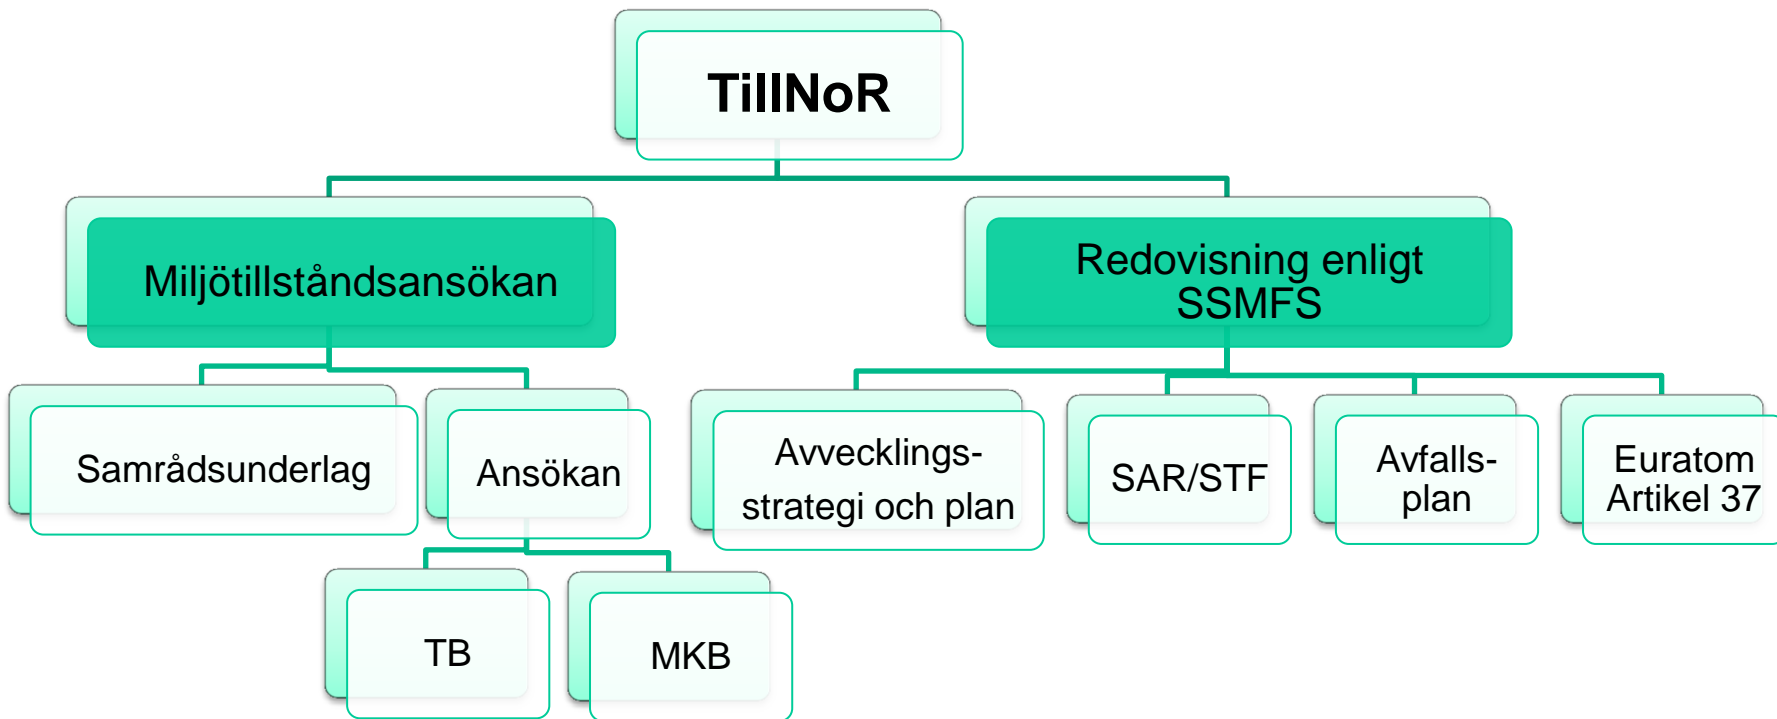 TillNoR
Miljötillståndsansökan
Redovisning enligt
SSMFS
Samrådsunderlag
Ansökan
Avvecklings-
strategi och plan
SAR/STF
Avfalls-
plan
Euratom
Artikel 37
TB
MKB